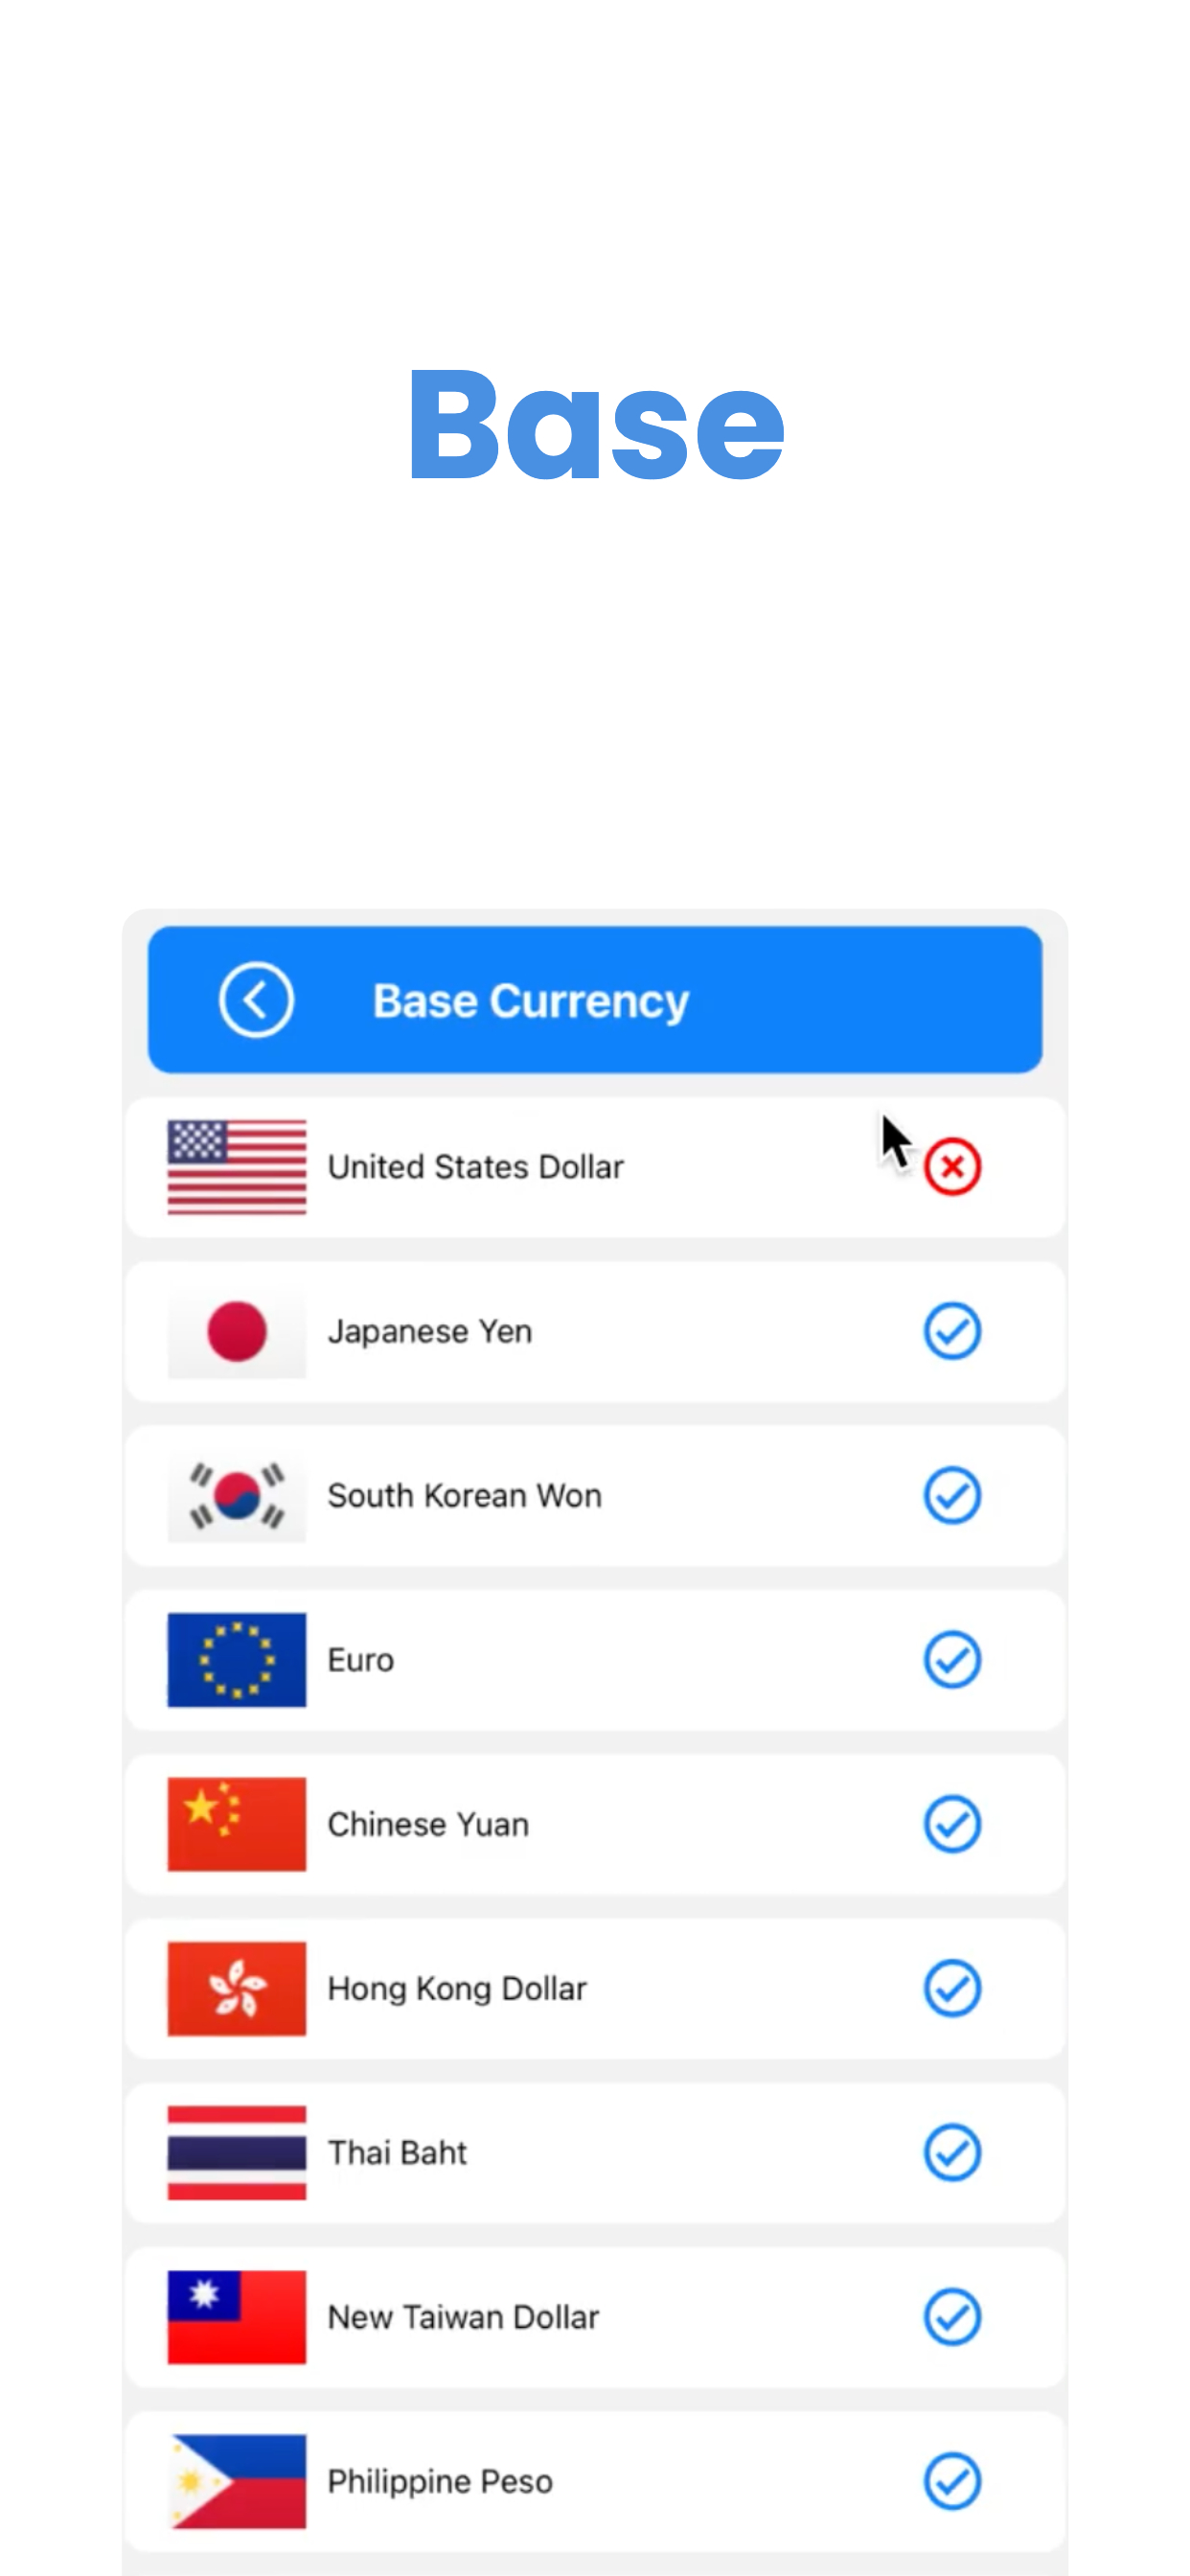 Base
Base Currency
United States Dollar
Japanese Yen
South Korean Won
Euro
Chinese Yuan
Hong Kong Dollar
Thai Baht
New Taiwan Dollar
Philippine Peso